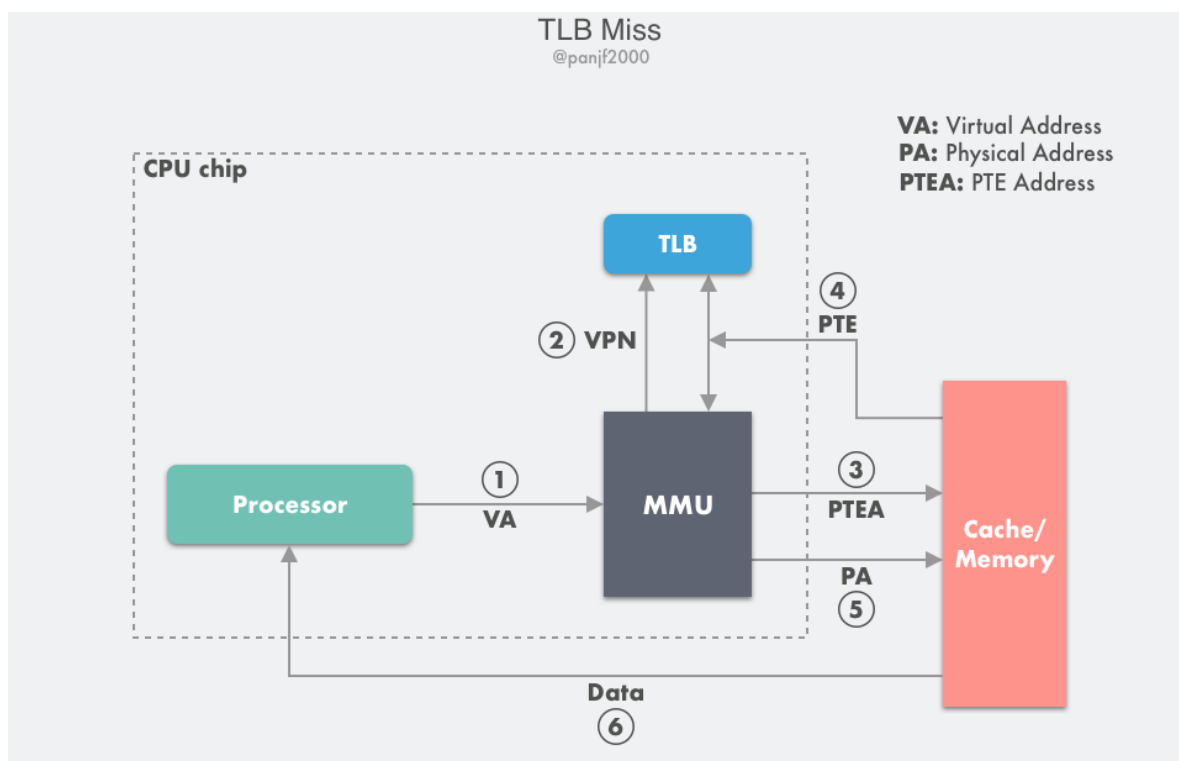 TLB Miss
@panjf2000
VA: Virtual Address
PA: Physical Address
PTEA: PTE Address
CPU chip
TLB
4
PTE
2 VPN
1
VA
Processor
MMU
3
PTEA
Cache/
Memory
PA
5
Data
6